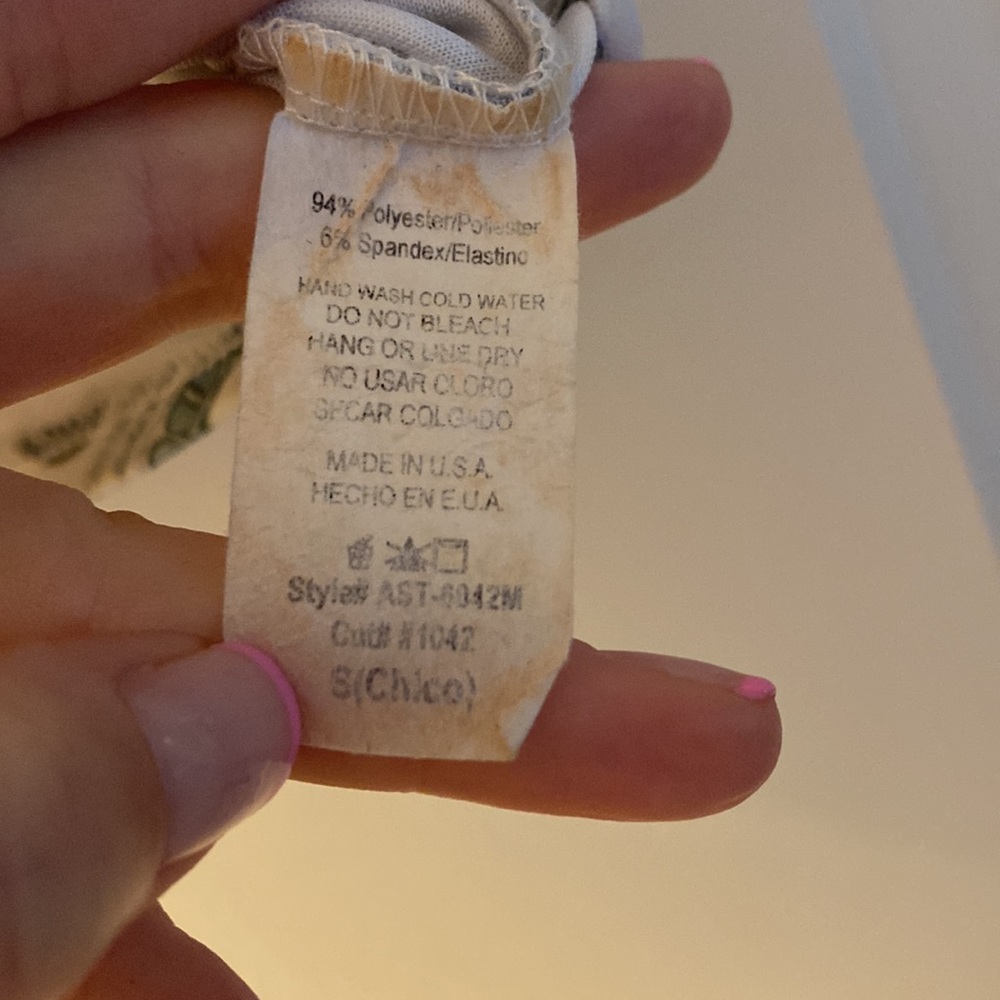 94% Polyester/Poliester
6% Spandex/Elastino
HAND WASH COLD WATER
DO NOT BLEACH
HANG OR LINE DRY
NO USAR CLORO
SECAR COLGADO
MADE IN U.S.A.
HECHO EN E.U.A.
Style# AST-6942M
Cut# #1042
S(Chico)